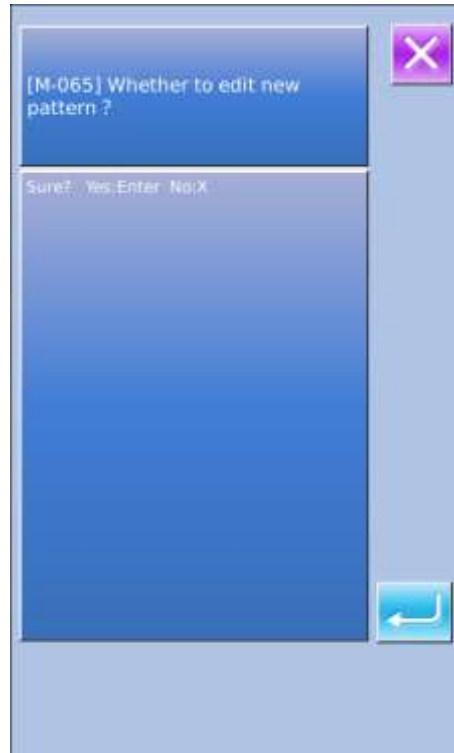 [M-065] Whether to edit new
pattern ?
Sure? Yes:Enter No:X